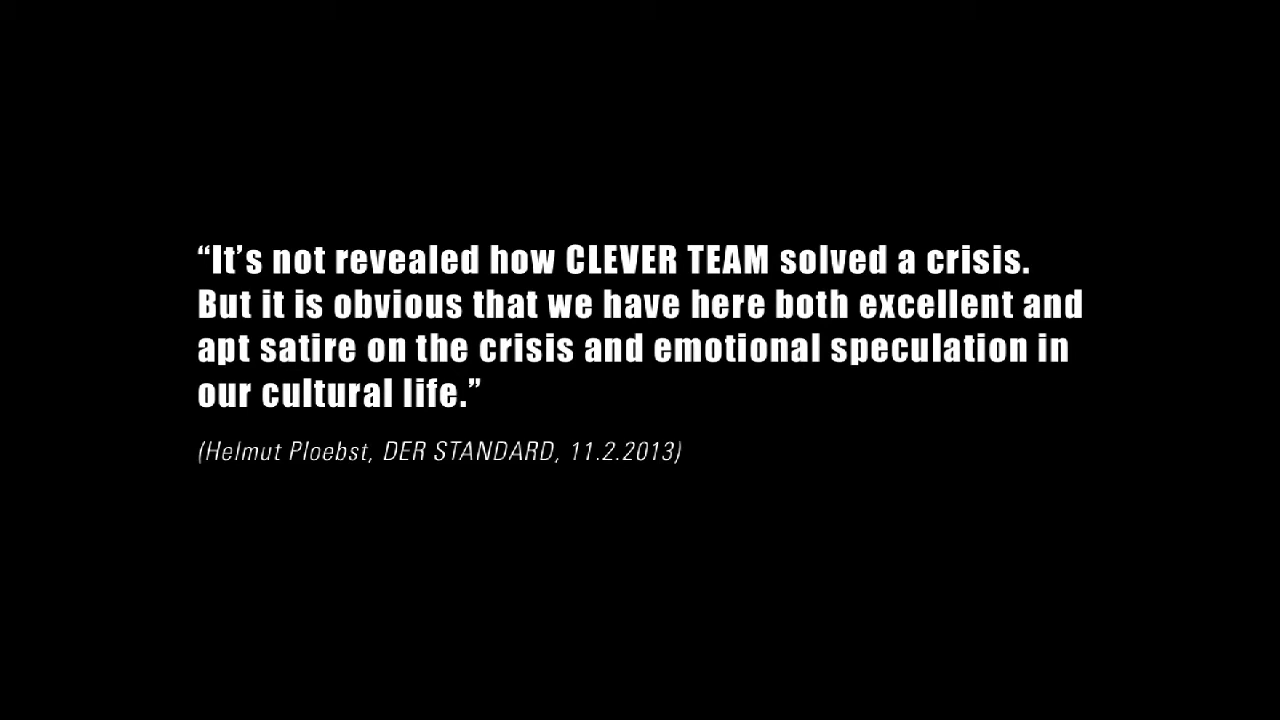 “It’s not revealed how CLEVER TEAM solved a crisis.
But it is obvious that we have here both excellent and
apt satire on the crisis and emotional speculation in
our cultural life.”
(Helmut Ploebst, DER STANDARD, 11.2.2013)